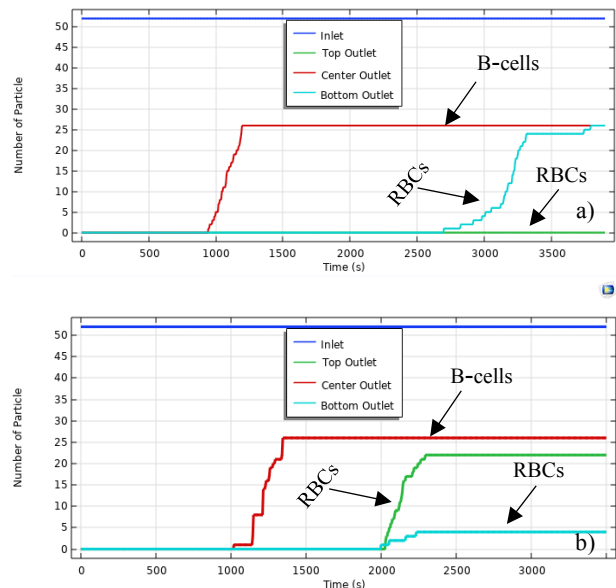 50
45
40
35
30
25
20
15
10
5
0
Number of Particle
Inlet
Top Outlet
Center Outlet
Bottom Outlet
B-cells
RBCs
RBCs
a)
0 500 1000 1500 2000 2500 3000 3500
Time (s)
50
45
40
35
30
25
20
15
10
5
0
Number of Particle
Inlet
Top Outlet
Center Outlet
Bottom Outlet
B-cells
RBCs
RBCs
b)
0 500 1000 1500 2000 2500 3000
Time (s)